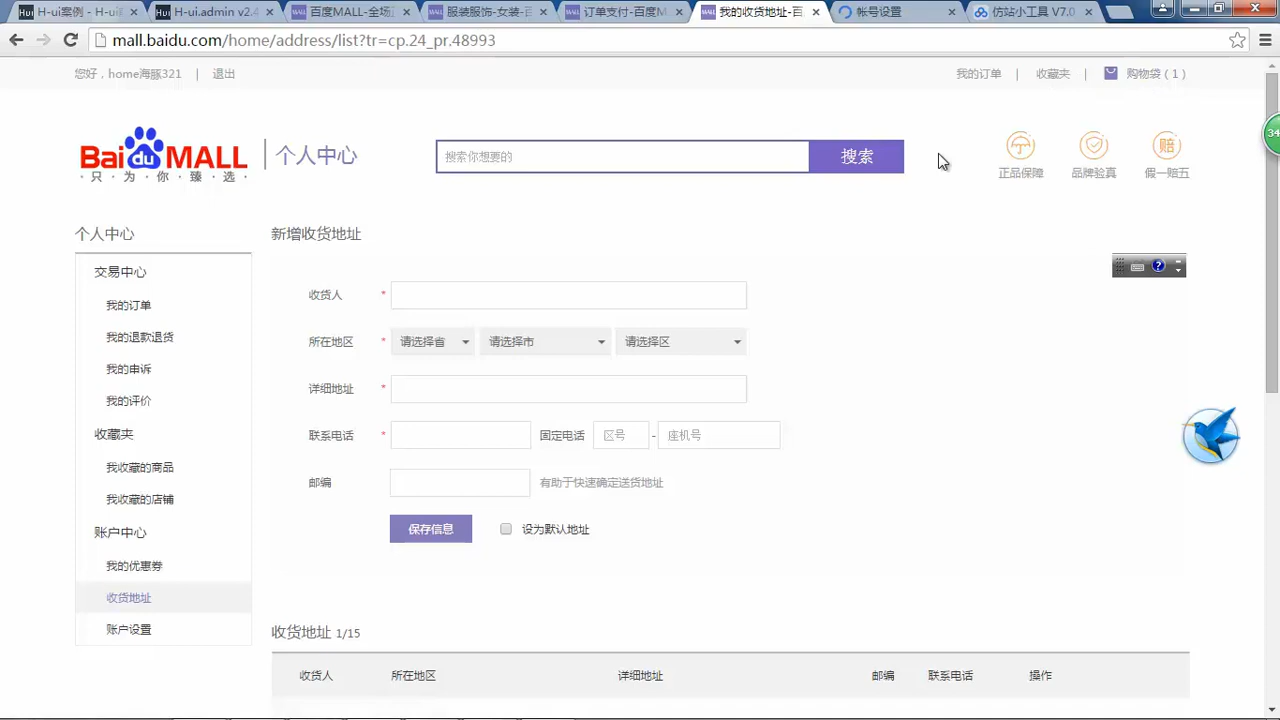 H-ui案例 - H-ui前
H-ui.admin v2.4
百度MALL-全场正
服装服饰-女装-百
订单支付-百度M
我的收货地址-百
帐号设置
仿站小工具 V7.0
mall.baidu.com/home/address/list?tr=cp.24_pr.48993
您好，home海豚321 | 退出
我的订单 | 收藏夹 | 购物袋 ( 1 )
Bai du MALL
·只·为·你·臻·选·
个人中心
搜索你想要的
搜索
正品保障
品牌验真
赔
假一赔五
34
个人中心
交易中心
我的订单
我的退款退货
我的申诉
我的评价
收藏夹
我收藏的商品
我收藏的店铺
账户中心
我的优惠券
收货地址
账户设置
新增收货地址
收货人 *
所在地区 * 请选择省 请选择市 请选择区
详细地址 *
联系电话 * 固定电话 区号 - 座机号
邮编 有助于快速确定送货地址
保存信息 设为默认地址
收货地址 1/15
收货人 所在地区 详细地址 邮编 联系电话 操作